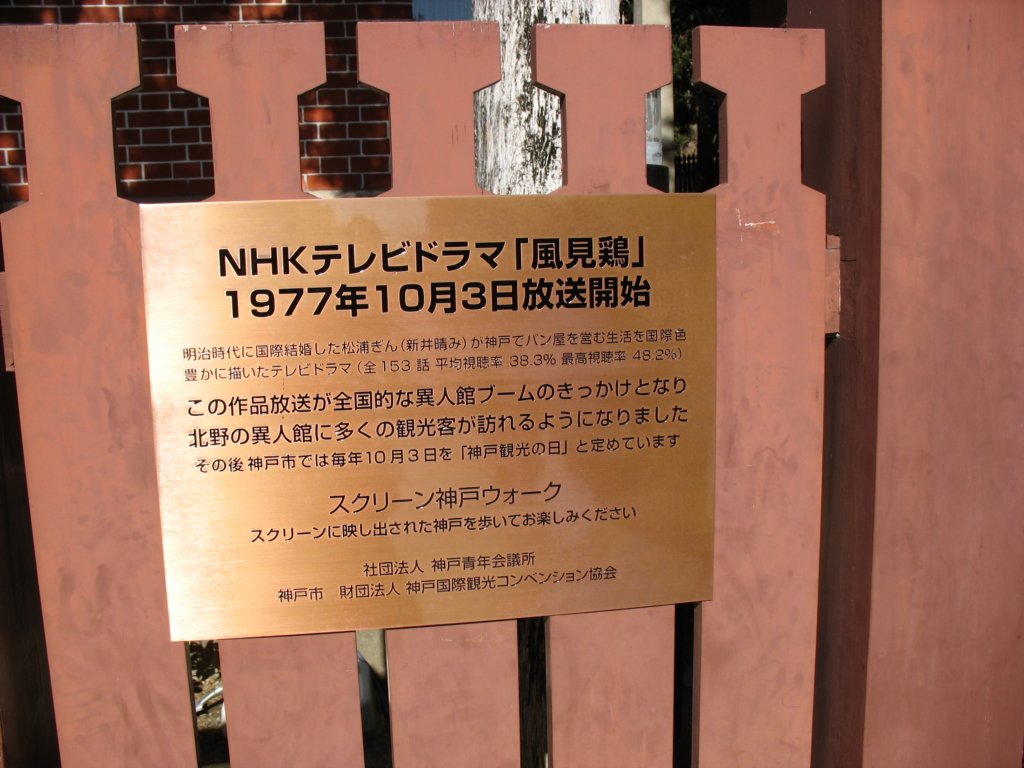 NHKテレビドラマ「風見鶏」
1977年10月3日放送開始
明治時代に国際結婚した松浦ぎん(新井晴み)が神戸でパン屋を営む生活を国際色
豊かに描いたテレビドラマ(全153話 平均視聴率 38.3% 最高視聴率 48.2%)
この作品放送が全国的な異人館ブームのきっかけとなり
北野の異人館に多くの観光客が訪れるようになりました
その後神戸市では毎年10月3日を「神戸観光の日」と定めています
スクリーン神戸ウォーク
スクリーンに映し出された神戸を歩いてお楽しみください
社団法人 神戸青年会議所
神戸市 財団法人 神戸国際観光コンベンション協会